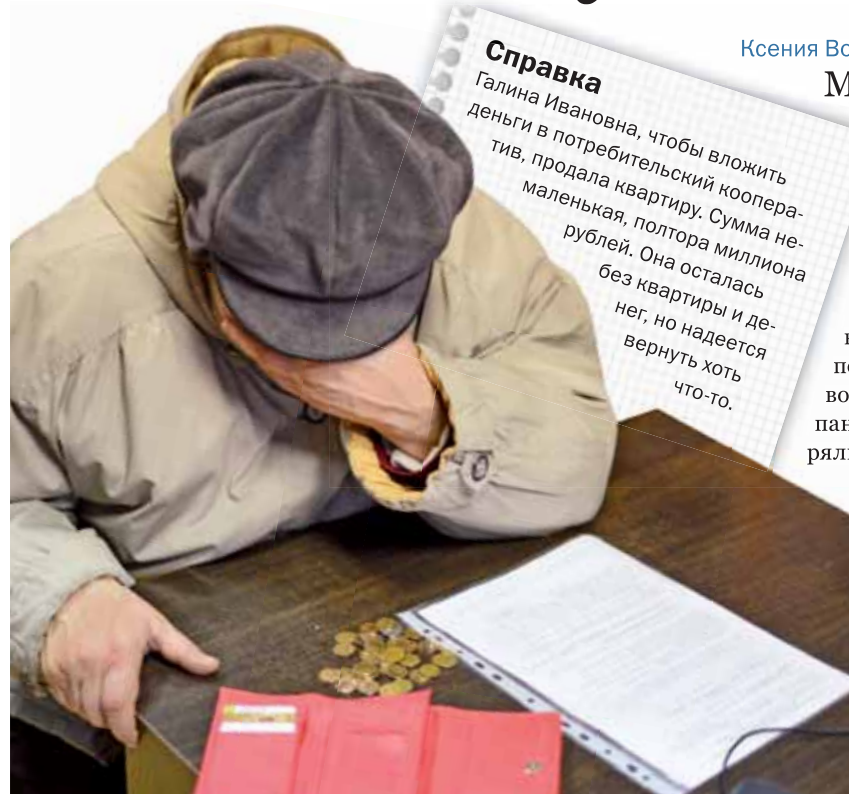 Справка
Галина Ивановна, чтобы вложить
деньги в потребительский коопера-
тив, продала квартиру. Сумма не-
маленькая, полтора миллиона
рублей. Она осталась
без квартиры и де-
нег, но надеется
вернуть хоть
что-то.
Ксения